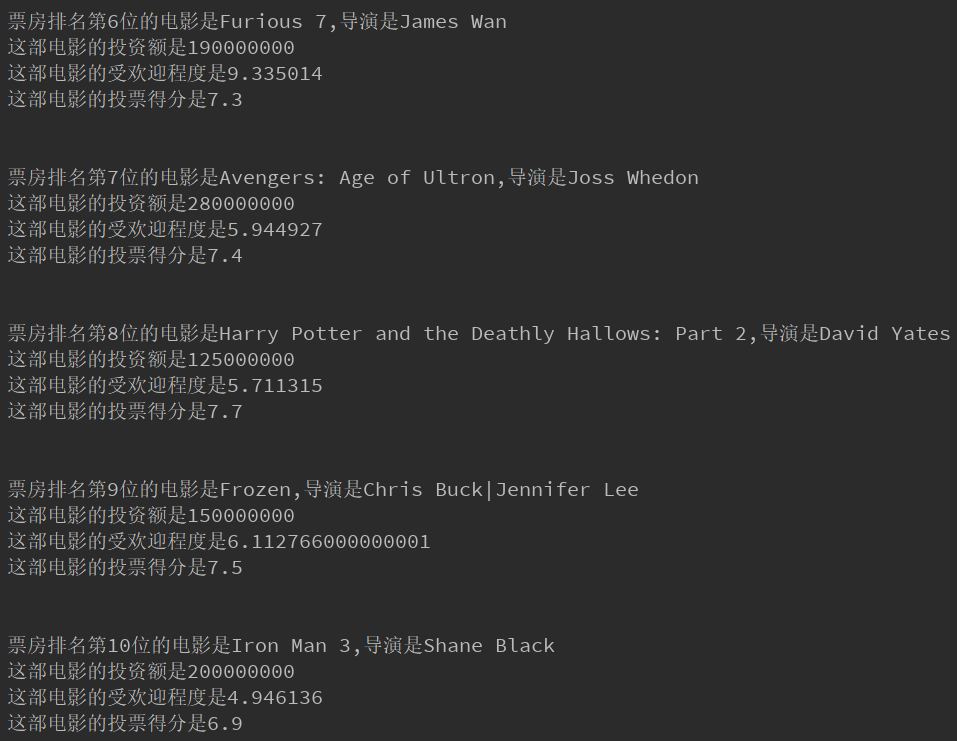 票房排名第6位的电影是Furious 7,导演是James Wan
这部电影的投资额是190000000
这部电影的受欢迎程度是9.335014
这部电影的投票得分是7.3
票房排名第7位的电影是Avengers: Age of Ultron,导演是Joss Whedon
这部电影的投资额是280000000
这部电影的受欢迎程度是5.944927
这部电影的投票得分是7.4
票房排名第8位的电影是Harry Potter and the Deathly Hallows: Part 2,导演是David Yates
这部电影的投资额是125000000
这部电影的受欢迎程度是5.711315
这部电影的投票得分是7.7
票房排名第9位的电影是Frozen,导演是Chris Buck|Jennifer Lee
这部电影的投资额是150000000
这部电影的受欢迎程度是6.112766000000001
这部电影的投票得分是7.5
票房排名第10位的电影是Iron Man 3,导演是Shane Black
这部电影的投资额是200000000
这部电影的受欢迎程度是4.946136
这部电影的投票得分是6.9